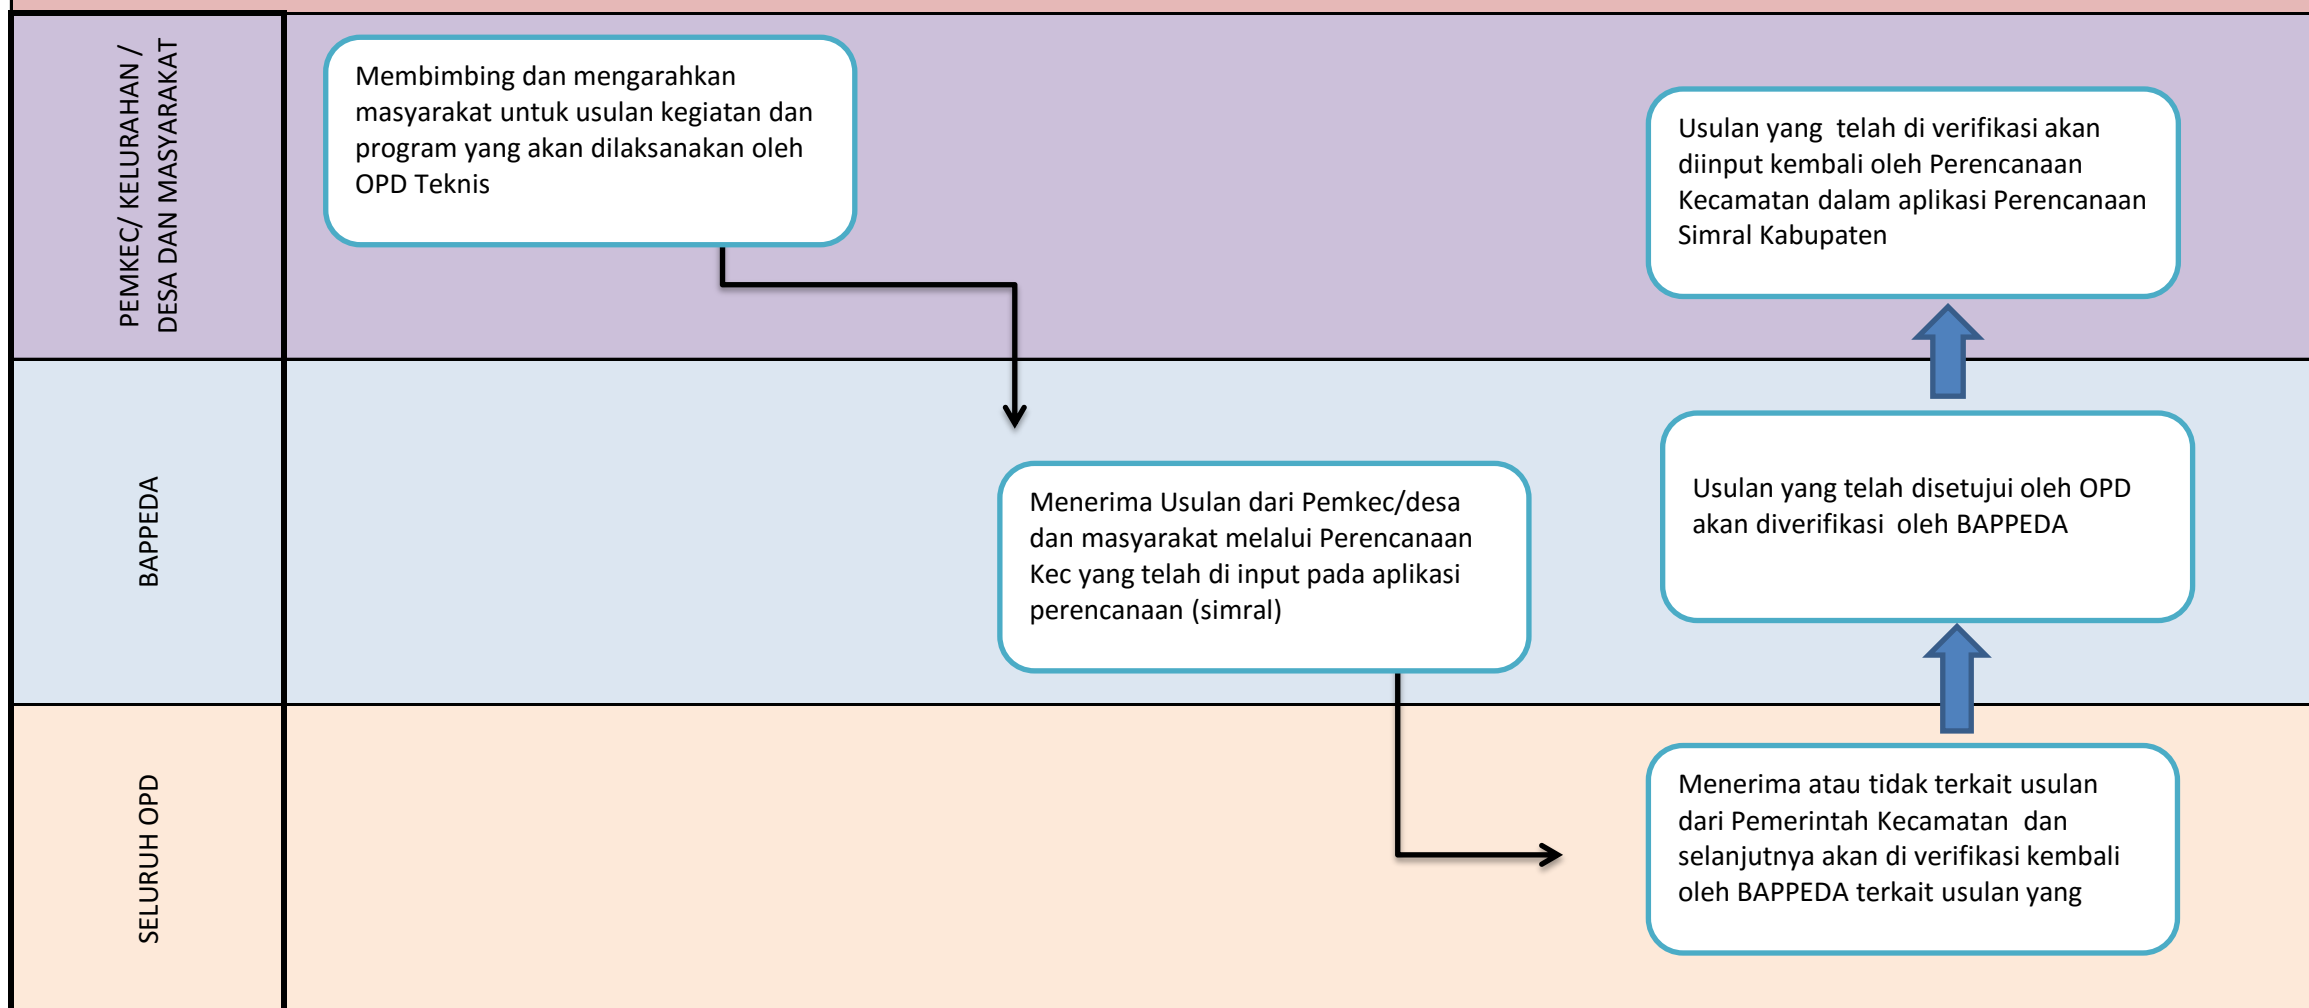 PEMKEC/ KELURAHAN /
DESA DAN MASYARAKAT
Membimbing dan mengarahkan
masyarakat untuk usulan kegiatan dan
program yang akan dilaksanakan oleh
OPD Teknis
Usulan yang  telah di verifikasi akan
diinput kembali oleh Perencanaan
Kecamatan dalam aplikasi Perencanaan
Simral Kabupaten
BAPPEDA
Menerima Usulan dari Pemkec/desa
dan masyarakat melalui Perencanaan
Kec yang telah di input pada aplikasi
perencanaan (simral)
Usulan yang telah disetujui oleh OPD
akan diverifikasi  oleh BAPPEDA
SELURUH OPD
Menerima atau tidak terkait usulan
dari Pemerintah Kecamatan  dan
selanjutnya akan di verifikasi kembali
oleh BAPPEDA terkait usulan yang